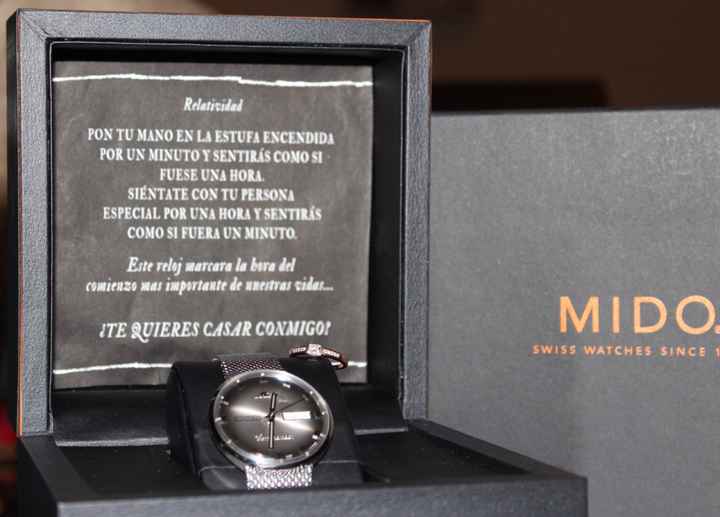 Relatividad
PON TU MANO EN LA ESTUFA ENCENDIDA
POR UN MINUTO Y SENTIRÁS COMO SI
FUESE UNA HORA.
SIÉNTATE CON TU PERSONA
ESPECIAL POR UNA HORA Y SENTIRÁS
COMO SI FUERA UN MINUTO.
Este reloj marcara la hora del
comienzo mas importante de nuestras vidas...
¿TE QUIERES CASAR CONMIGO?
MIDO
SWISS WATCHES SINCE 1